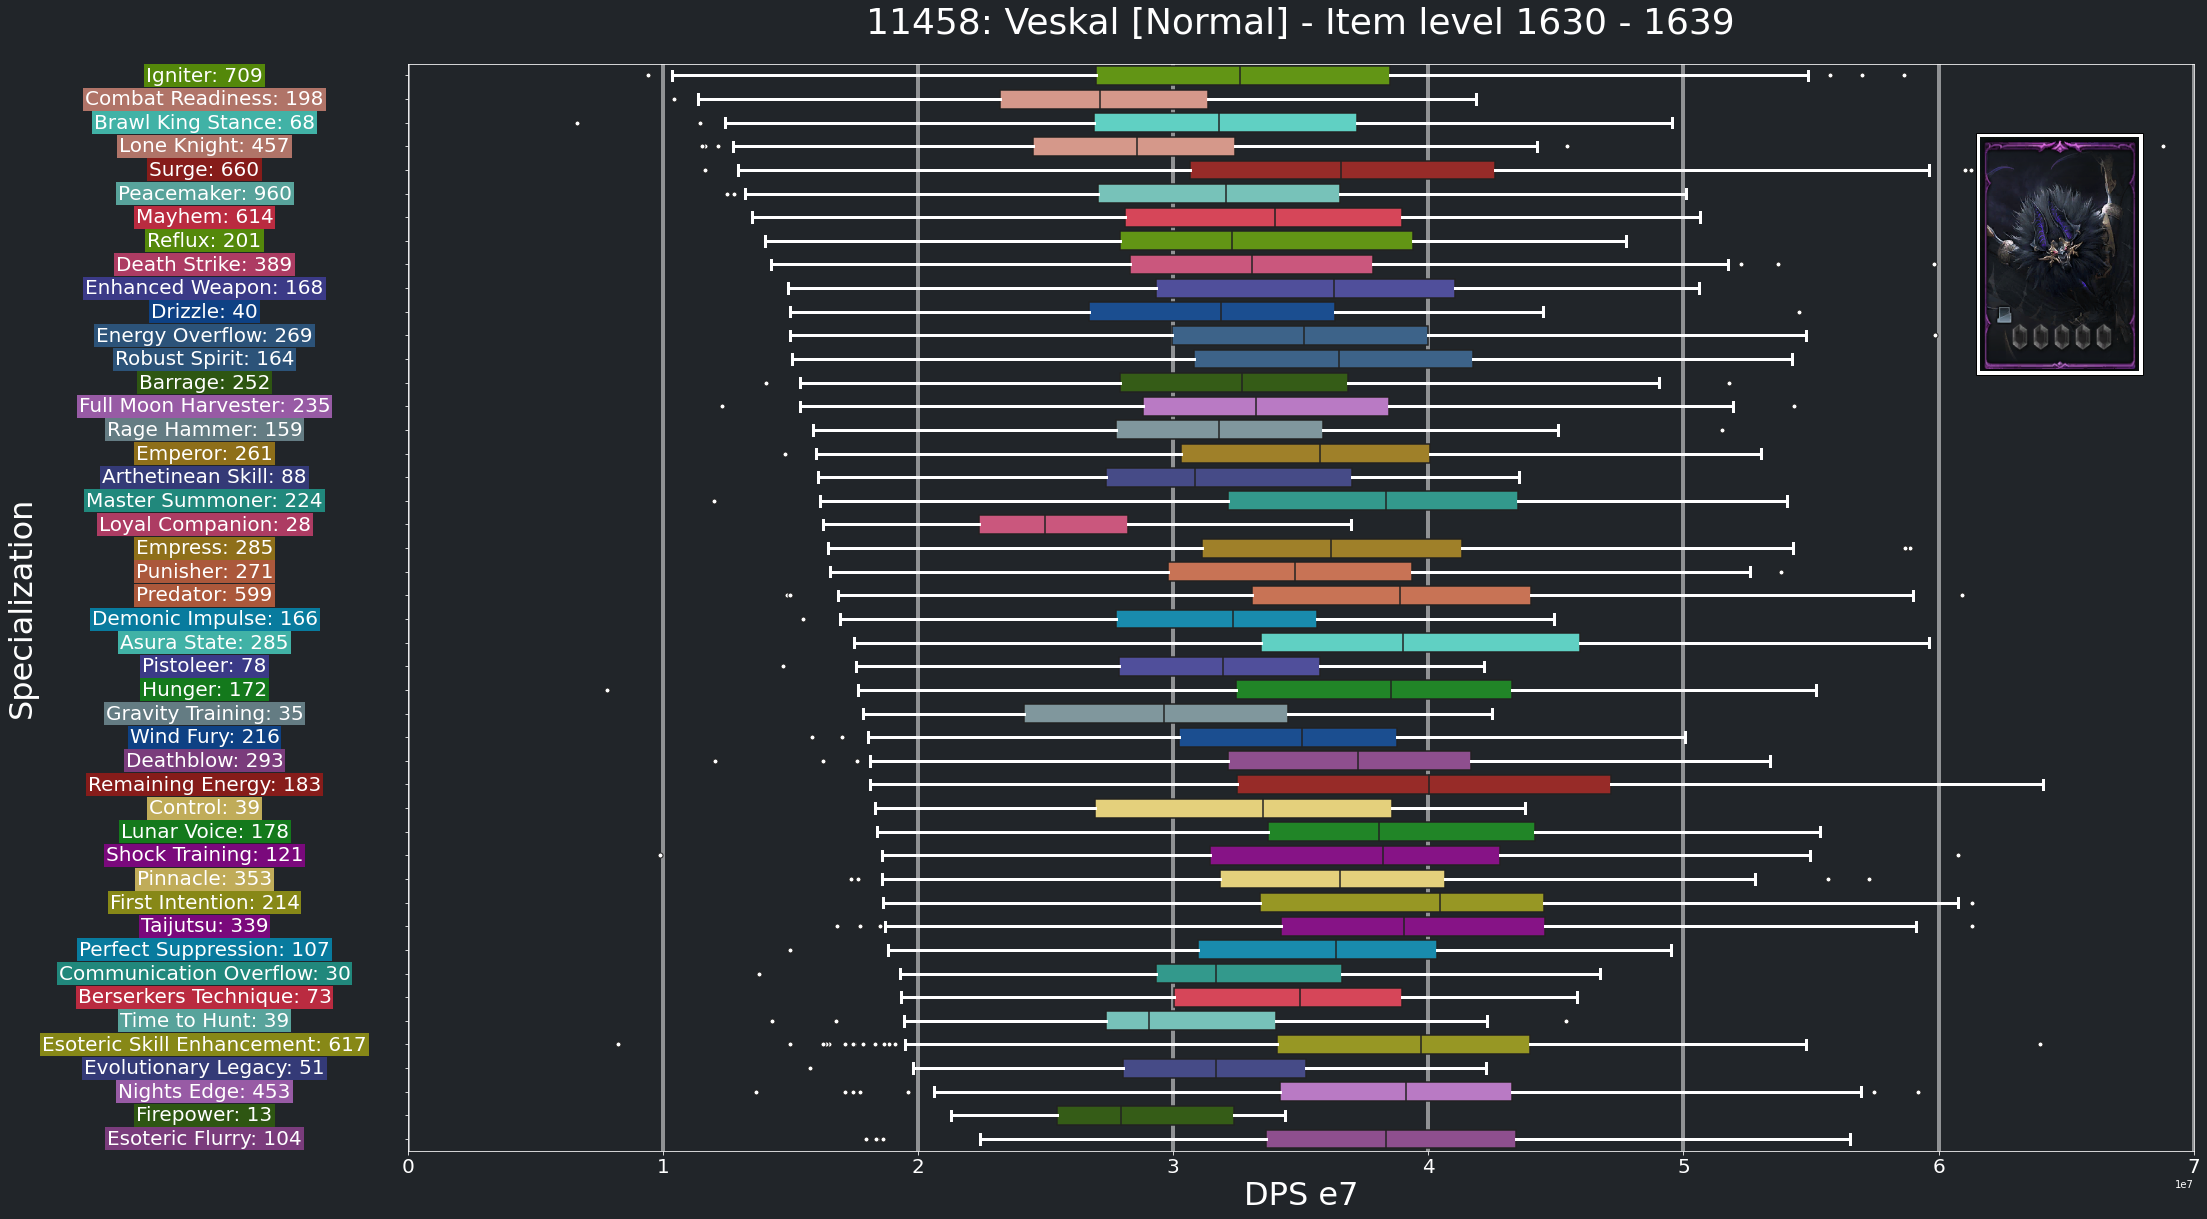 11458: Veskal [Normal] - Item level 1630 - 1639
Igniter: 709
Combat Readiness: 198
Brawl King Stance: 68
Lone Knight: 457
Surge: 660
Peacemaker: 960
Mayhem: 614
Reflux: 201
Death Strike: 389
Enhanced Weapon: 168
Drizzle: 40
Energy Overflow: 269
Robust Spirit: 164
Barrage: 252
Full Moon Harvester: 235
Rage Hammer: 159
Emperor: 261
Arthetinean Skill: 88
Master Summoner: 224
Loyal Companion: 28
Empress: 285
Punisher: 271
Predator: 599
Demonic Impulse: 166
Asura State: 285
Pistoleer: 78
Hunger: 172
Gravity Training: 35
Wind Fury: 216
Deathblow: 293
Remaining Energy: 183
Control: 39
Lunar Voice: 178
Shock Training: 121
Pinnacle: 353
First Intention: 214
Taijutsu: 339
Perfect Suppression: 107
Communication Overflow: 30
Berserkers Technique: 73
Time to Hunt: 39
Esoteric Skill Enhancement: 617
Evolutionary Legacy: 51
Nights Edge: 453
Firepower: 13
Esoteric Flurry: 104
Specialization
0 1 2 3 4 5 6 7
DPS e7
1e7